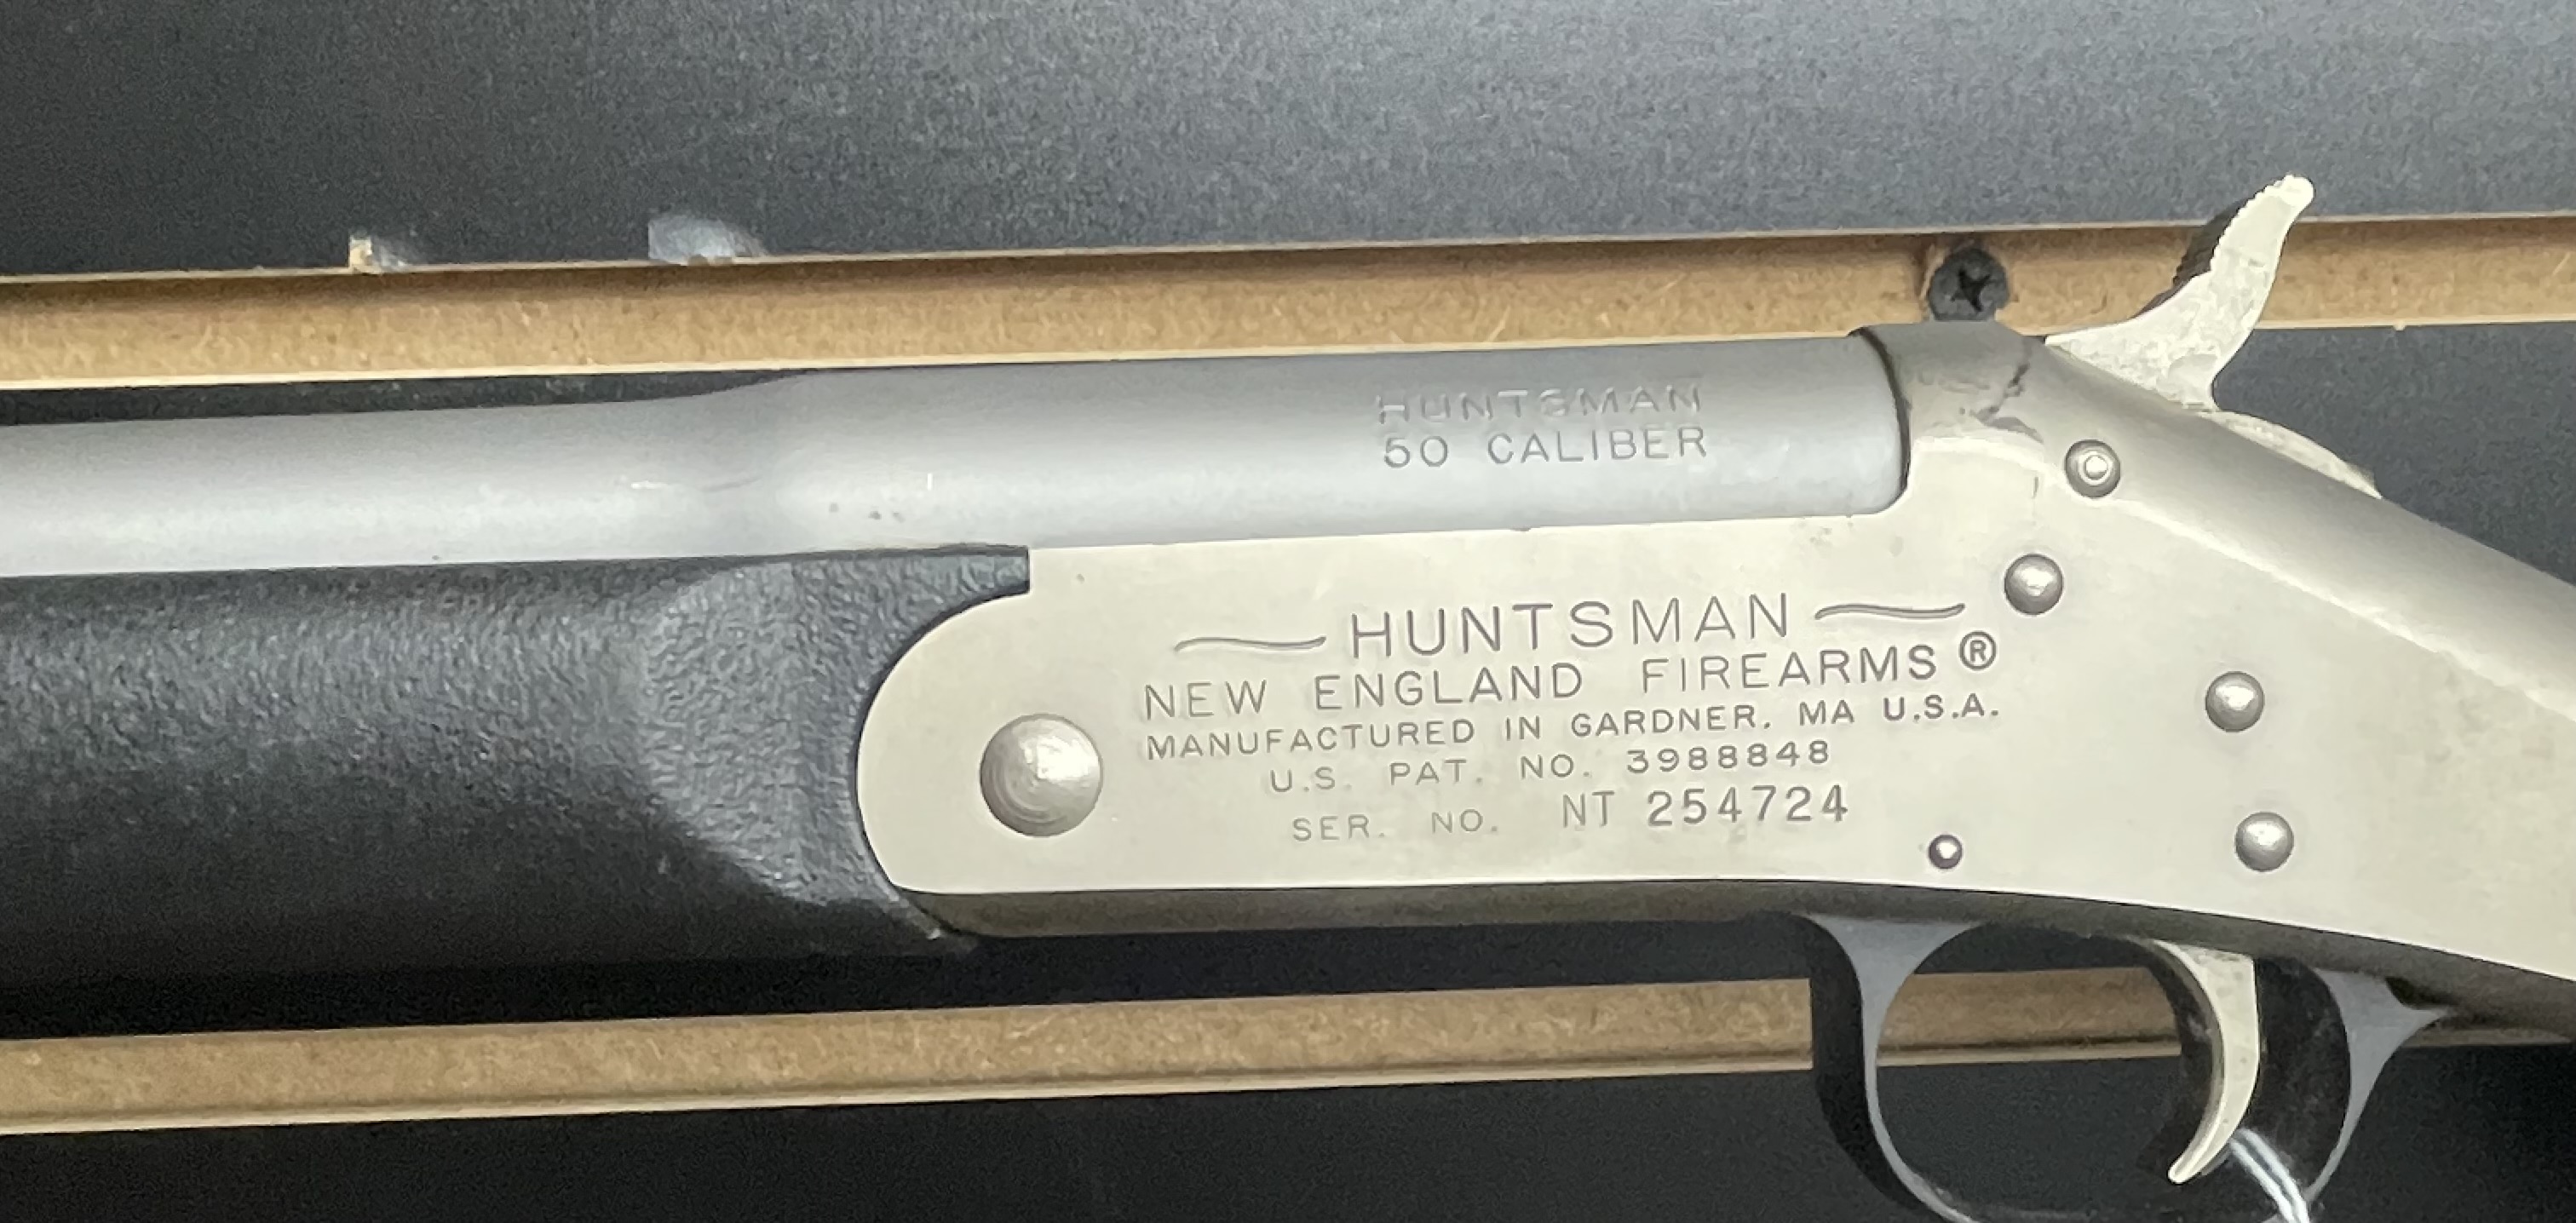 HUNTSMAN
50 CALIBER
HUNTSMAN
NEW ENGLAND FIREARMS ®
MANUFACTURED IN GARDNER, MA U.S.A.
U.S. PAT. NO. 3988848
SER. NO. NT 254724